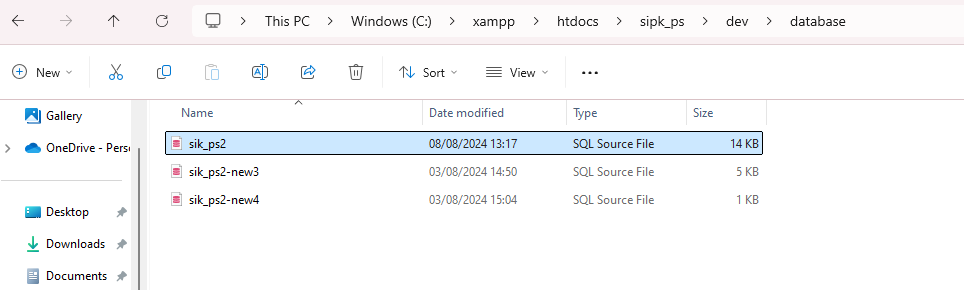 This PC > Windows (C:) > xampp > htdocs > sipk_ps > dev > database
New Sort View ...
Name Date modified Type Size
Gallery
OneDrive - Perso
sik_ps2 08/08/2024 13:17 SQL Source File 14 KB
sik_ps2-new3 03/08/2024 14:50 SQL Source File 5 KB
sik_ps2-new4 03/08/2024 15:04 SQL Source File 1 KB
Desktop
Downloads
Documents